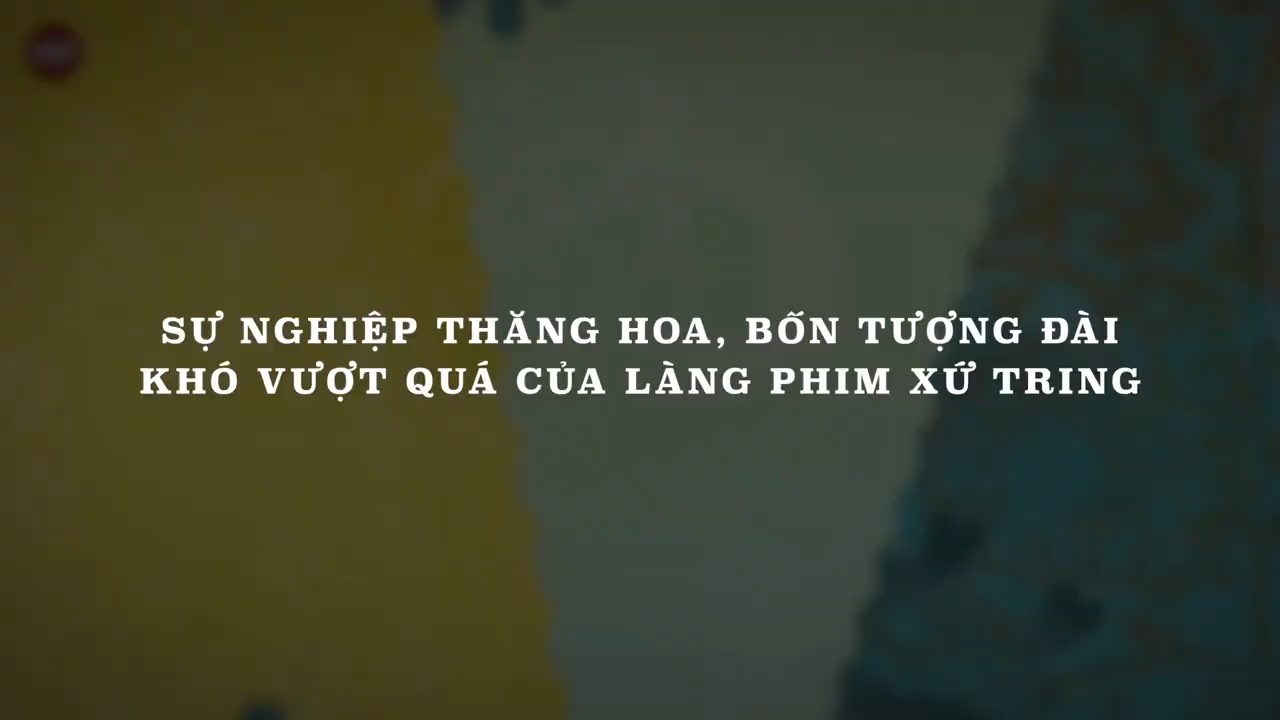 SỰ NGHIỆP THĂNG HOA, BỐN TƯỢNG ĐÀI
KHÓ VƯỢT QUÁ CỦA LÀNG PHIM XỨ TRING